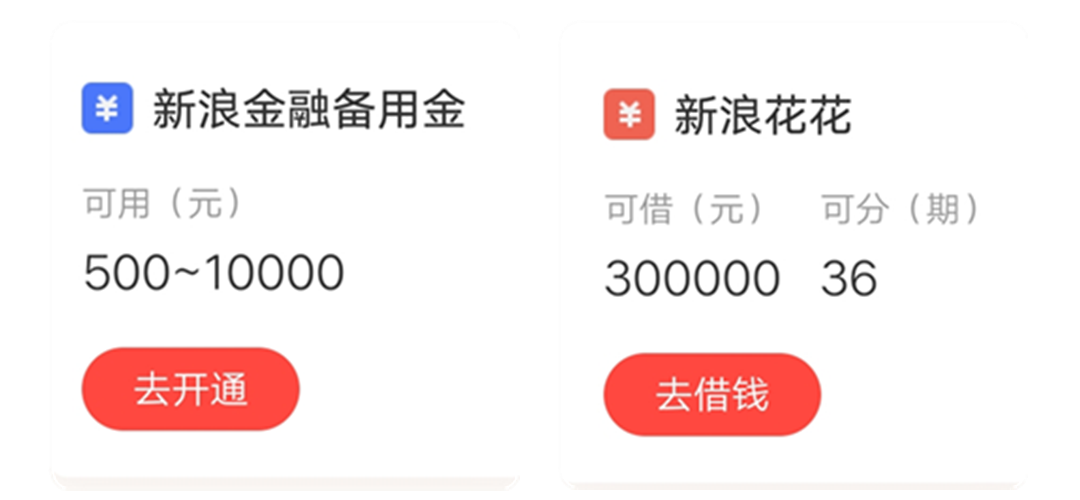 ¥ 新浪金融备用金
可用（元）
500~10000
去开通
¥ 新浪花花
可借（元） 可分（期）
300000 36
去借钱